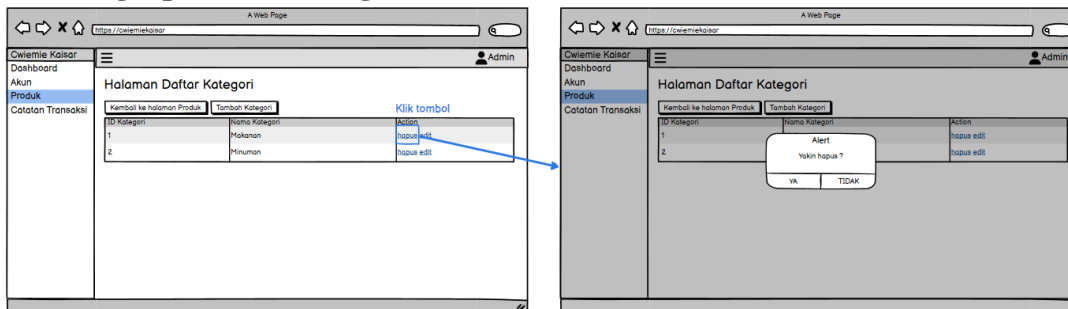 A Web Page
https://cwiemiekaisar
Cwiemie Kaisar
Admin
Dashboard
Akun
Produk
Catatan Transaksi
Halaman Daftar Kategori
Kembali ke halaman Produk
Tambah Kategori
Klik tombol
ID Kategori
Nama Kategori
Action
1
Makanan
hapus edit
2
Minuman
hapus edit
A Web Page
https://cwiemiekaisar
Cwiemie Kaisar
Admin
Dashboard
Akun
Produk
Catatan Transaksi
Halaman Daftar Kategori
Kembali ke halaman Produk
Tambah Kategori
ID Kategori
Nama Kategori
Action
1
hapus edit
2
hapus edit
Alert
Yakin hapus ?
YA
TIDAK